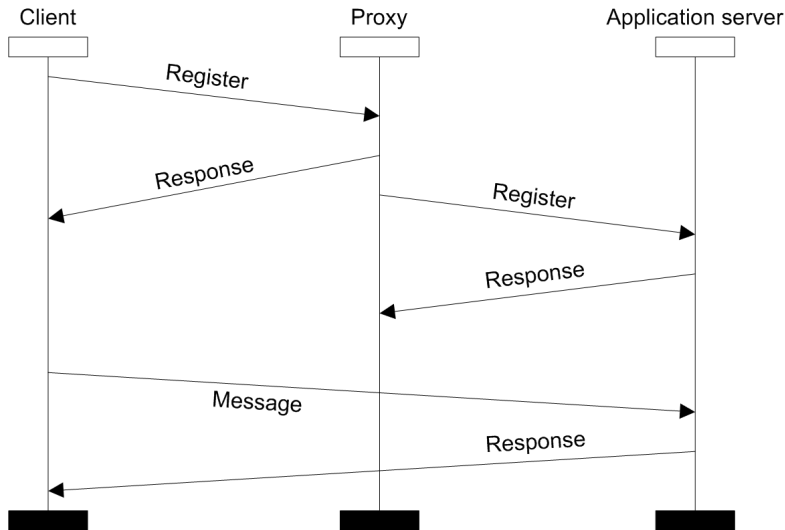 Client
Proxy
Application server
Register
Response
Register
Response
Message
Response